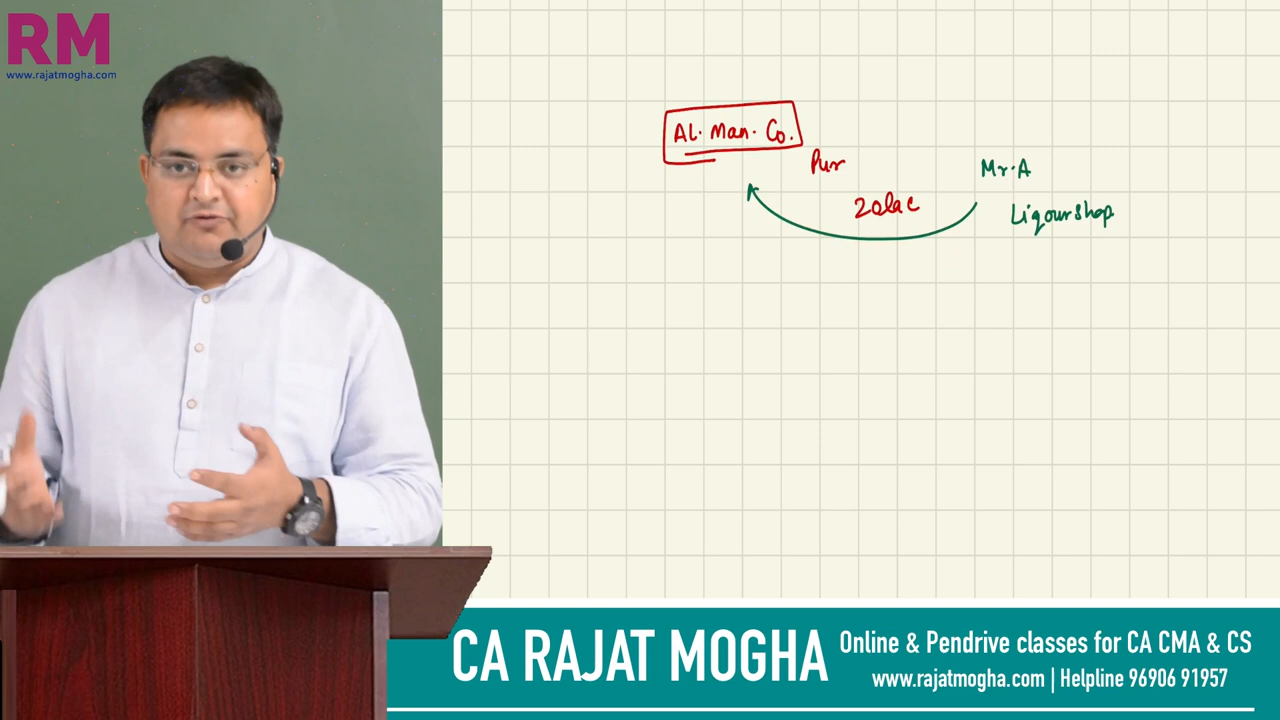 RM
www.rajatmogha.com
AL. Man. Co.
Pur
Mr. A
20lac
Liqourshop
CA RAJAT MOGHA
Online & Pendrive classes for CA CMA & CS
www.rajatmogha.com | Helpline 96906 91957